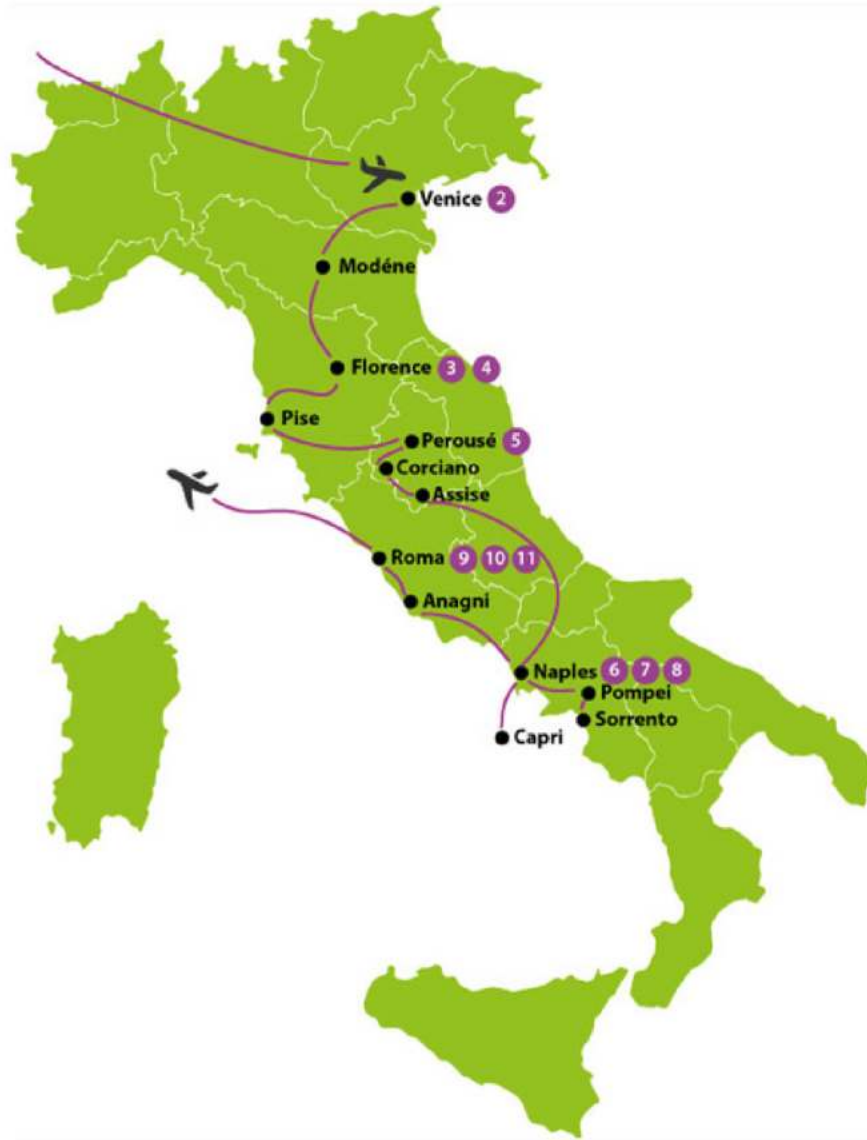 Venice 2
Modéne
Florence 3 4
Pise
Perousé 5
Corciano
Assise
Roma 9 10 11
Anagni
Naples 6 7 8
Pompei
Sorrento
Capri